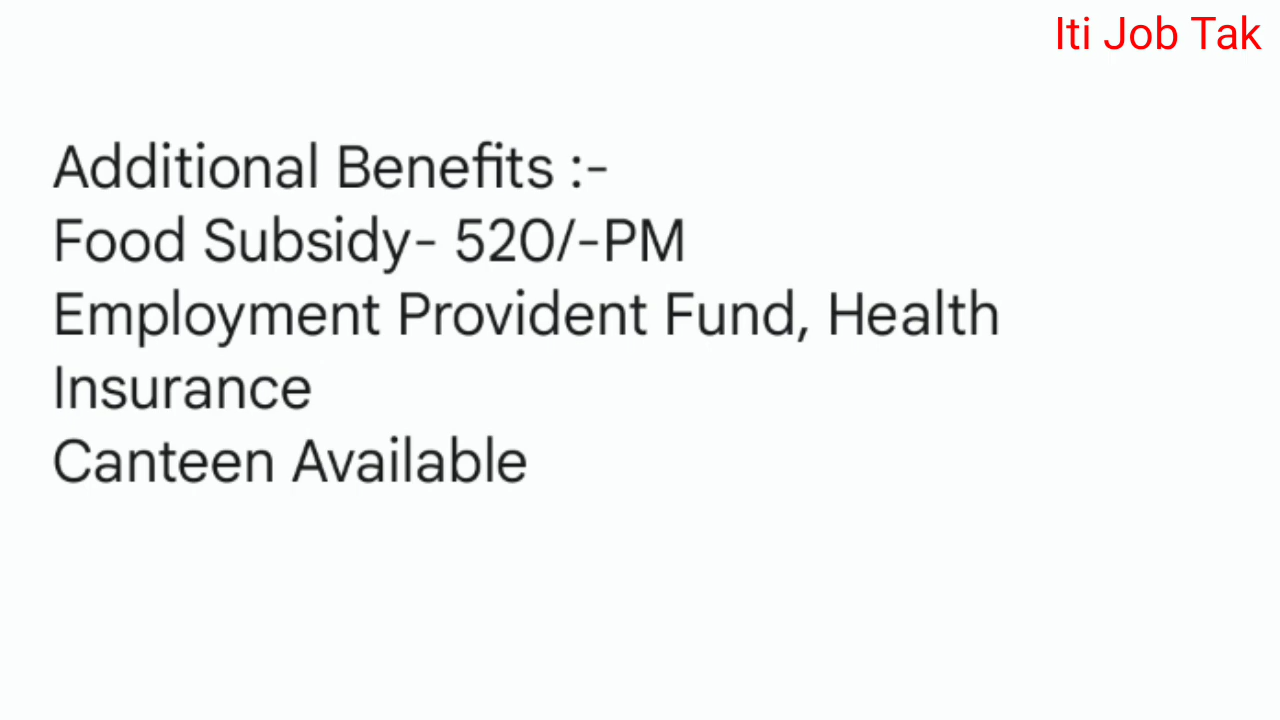 Iti Job Tak
Additional Benefits :-
Food Subsidy- 520/-PM
Employment Provident Fund, Health
Insurance
Canteen Available